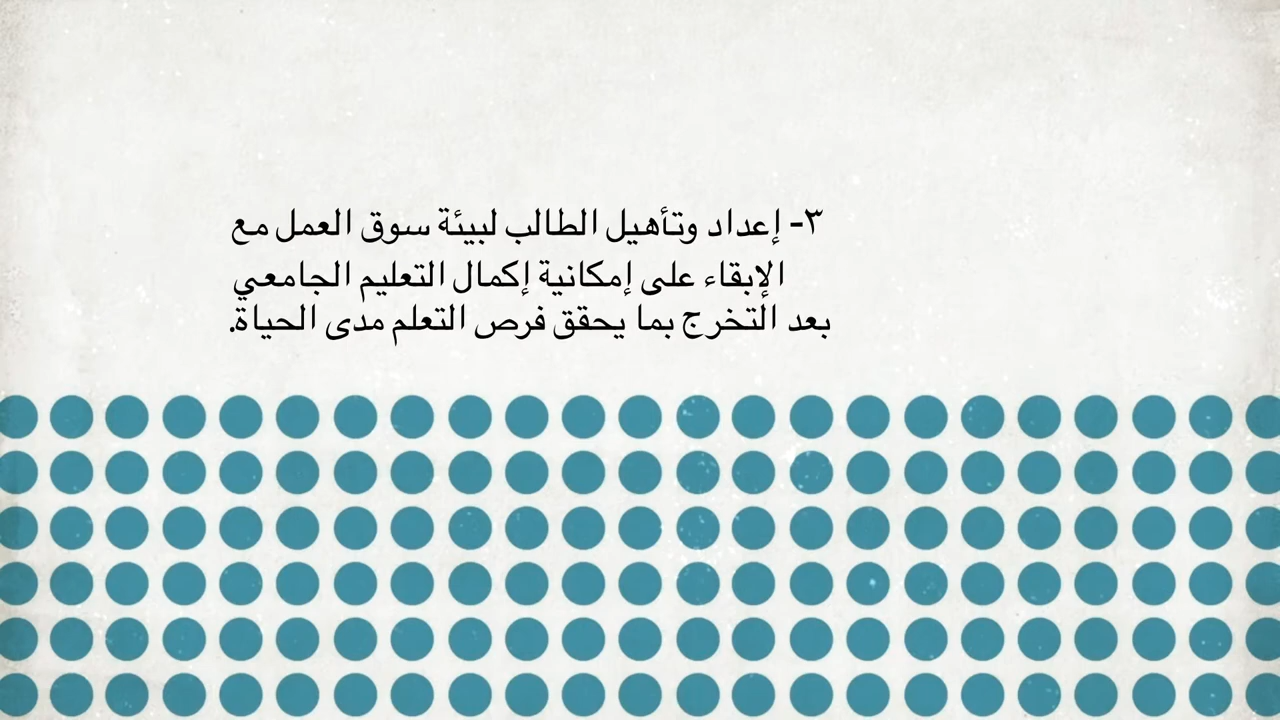 ٣- إعداد وتأهيل الطالب لبيئة سوق العمل مع
الإبقاء على إمكانية إكمال التعليم الجامعي
بعد التخرج بما يحقق فرص التعلم مدى الحياة.